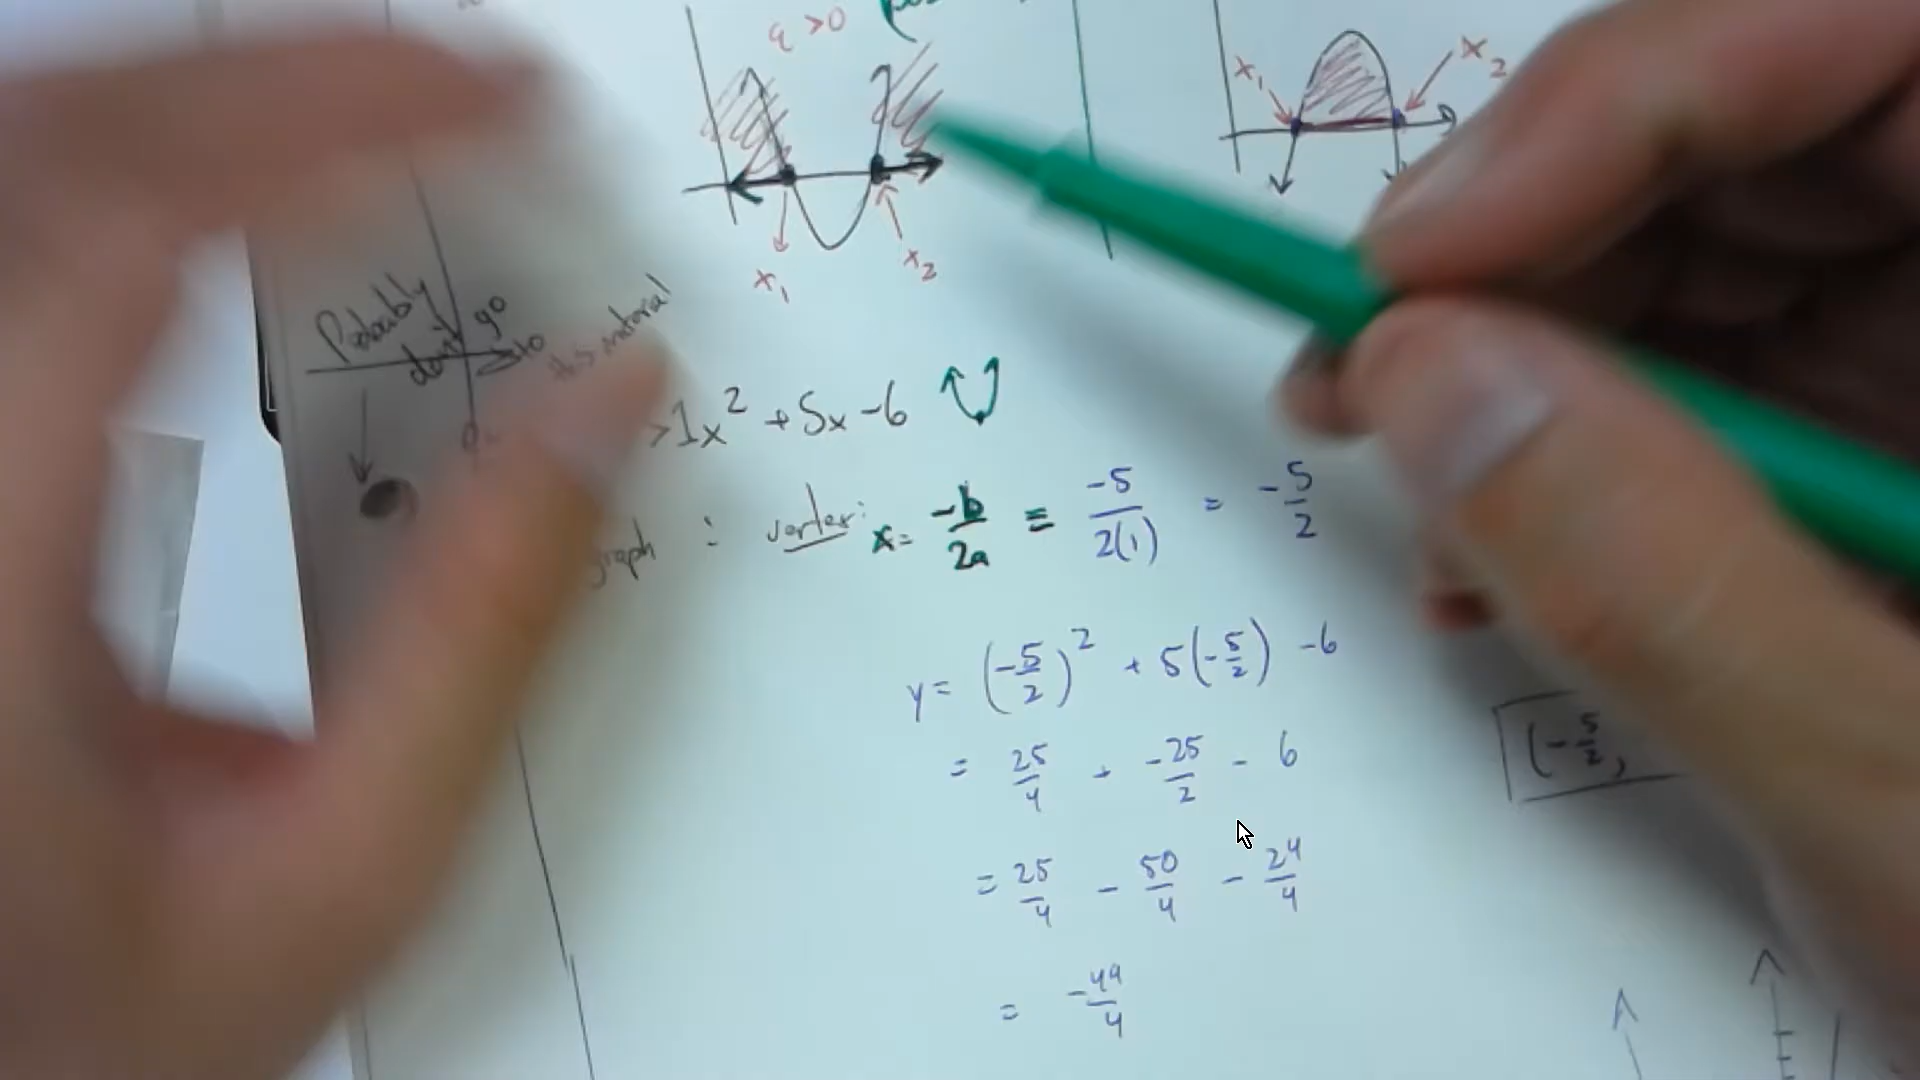 a >0
x₁
x₂
x₁
x₂
Probably
don't go
to
this material
>1x² + 5x - 6
graph : vertex: x = -b/2a = -5/2(1) = -5/2
y = (-5/2)² + 5(-5/2) - 6
= 25/4 + -25/2 - 6
(-5/2,
= 25/4 - 50/4 - 24/4
= -49/4